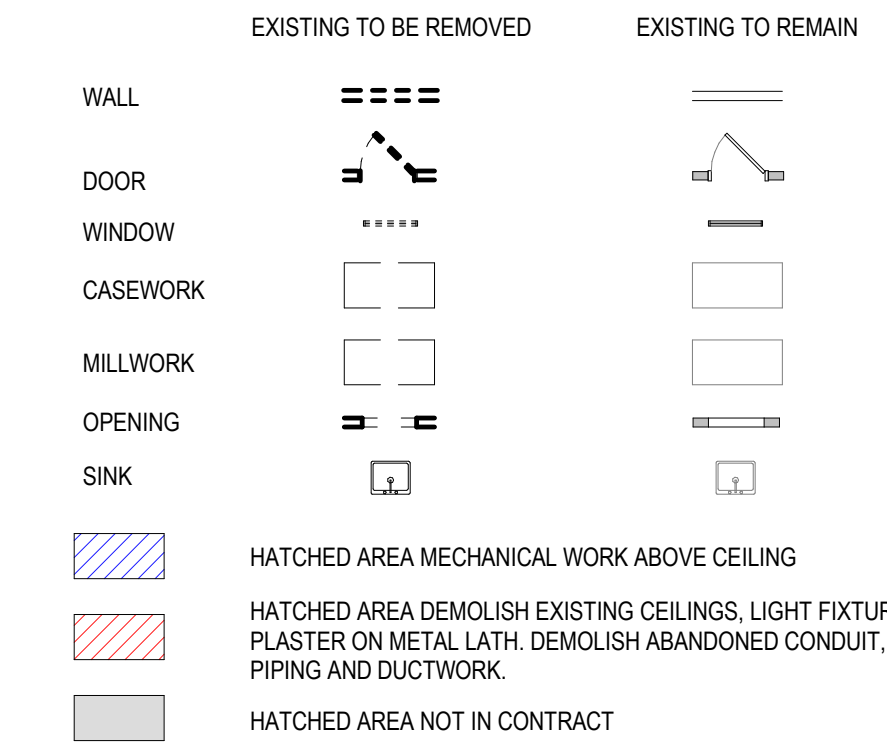 EXISTING TO BE REMOVED EXISTING TO REMAIN
WALL
DOOR
WINDOW
CASEWORK
MILLWORK
OPENING
SINK
HATCHED AREA MECHANICAL WORK ABOVE CEILING
HATCHED AREA DEMOLISH EXISTING CEILINGS, LIGHT
PLASTER ON METAL LATH. DEMOLISH ABANDONED CONDUIT,
PIPING AND DUCTWORK.
HATCHED AREA NOT IN CONTRACT